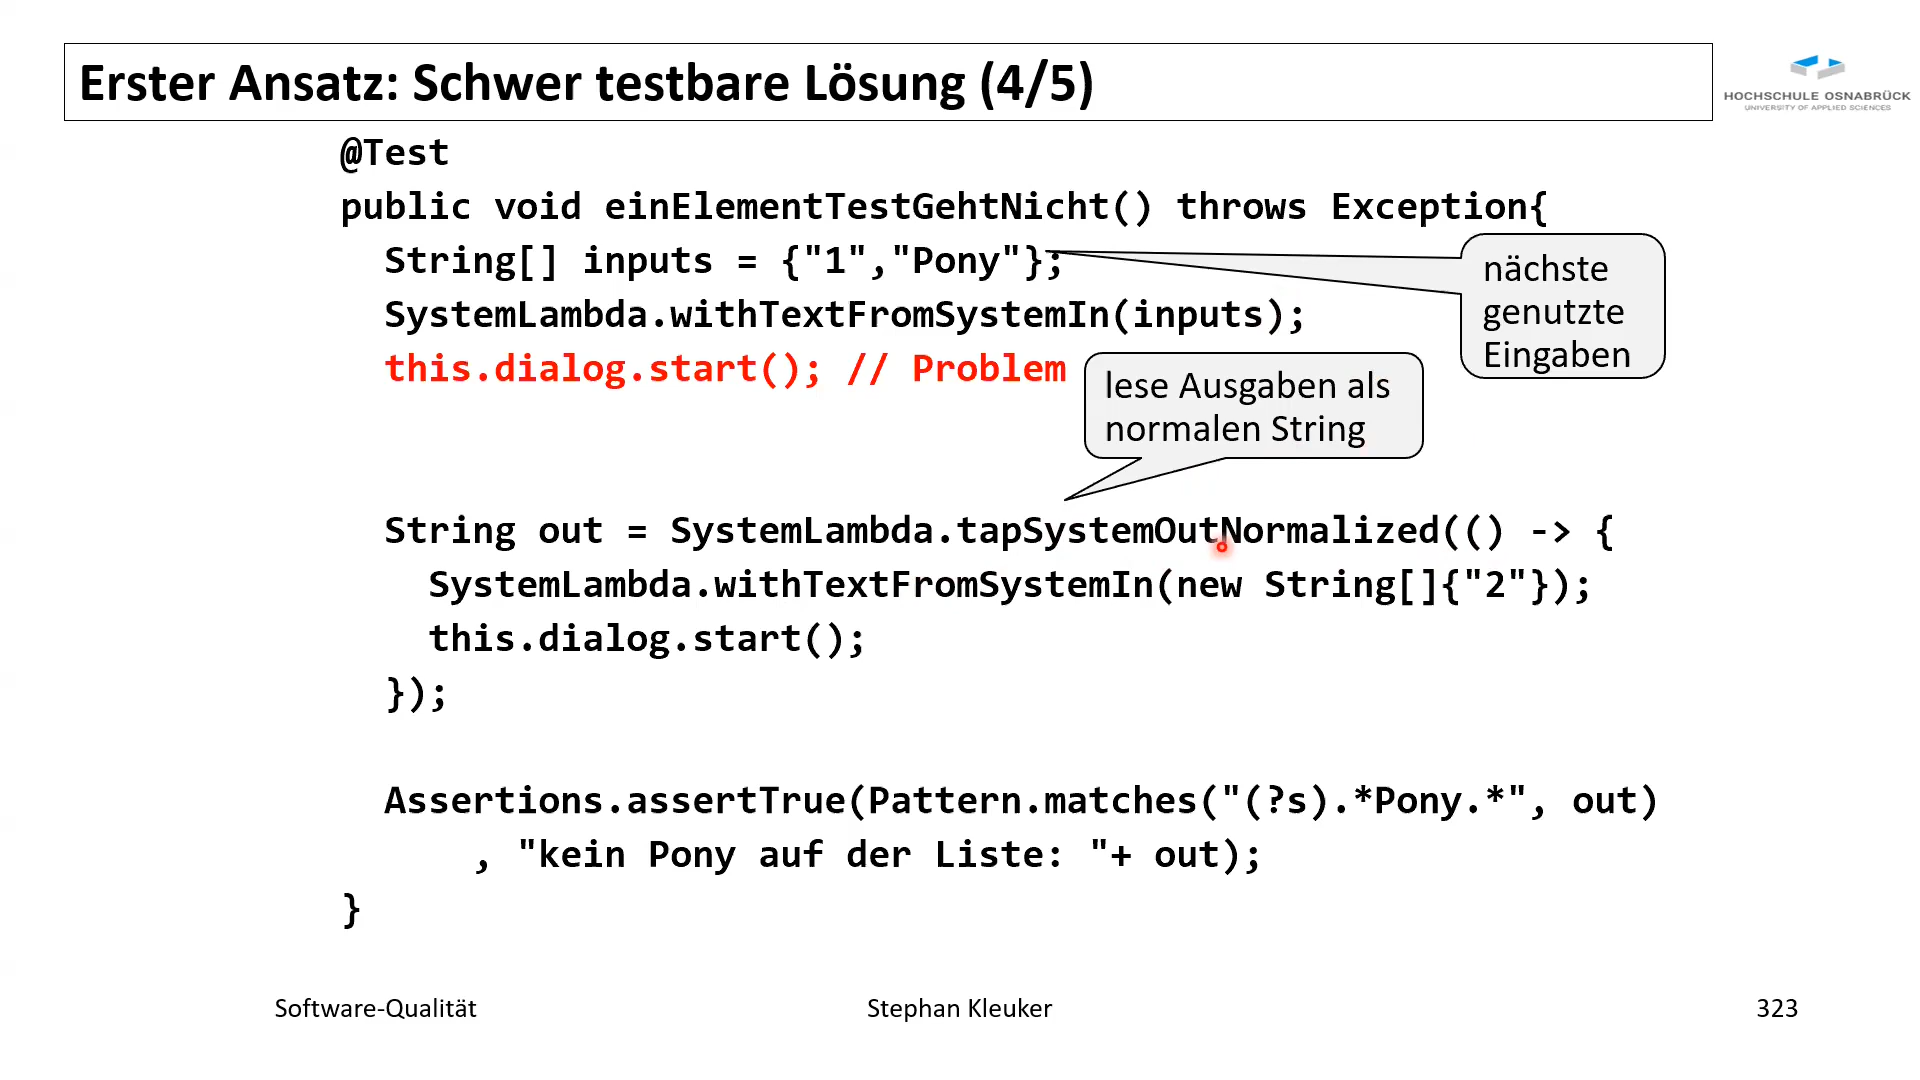 Erster Ansatz: Schwer testbare Lösung (4/5)
HOCHSCHULE OSNABRÜCK
UNIVERSITY OF APPLIED SCIENCES
@Test
public void einElementTestGehtNicht() throws Exception{
String[] inputs = {"1","Pony"};
nächste
genutzte
Eingaben
SystemLambda.withTextFromSystemIn(inputs);
this.dialog.start(); // Problem
lese Ausgaben als
normalen String
String out = SystemLambda.tapSystemOutNormalized(() -> {
SystemLambda.withTextFromSystemIn(new String[]{"2"});
this.dialog.start();
});
Assertions.assertTrue(Pattern.matches("(?s).*Pony.*", out)
, "kein Pony auf der Liste: "+ out);
}
Software-Qualität
Stephan Kleuker
323